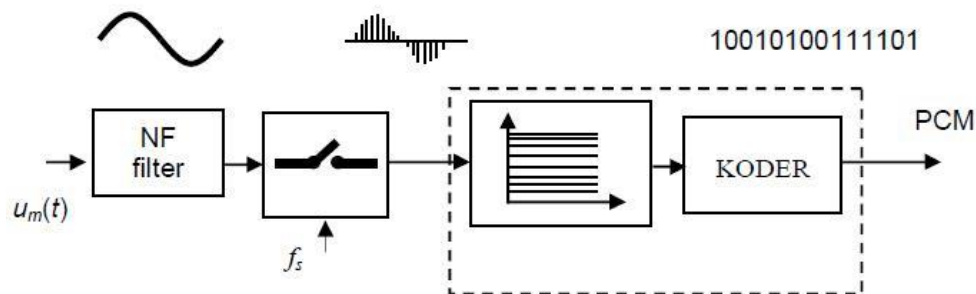 10010100111101
NF
filter
PCM
KODER
u_m(t)
f_s